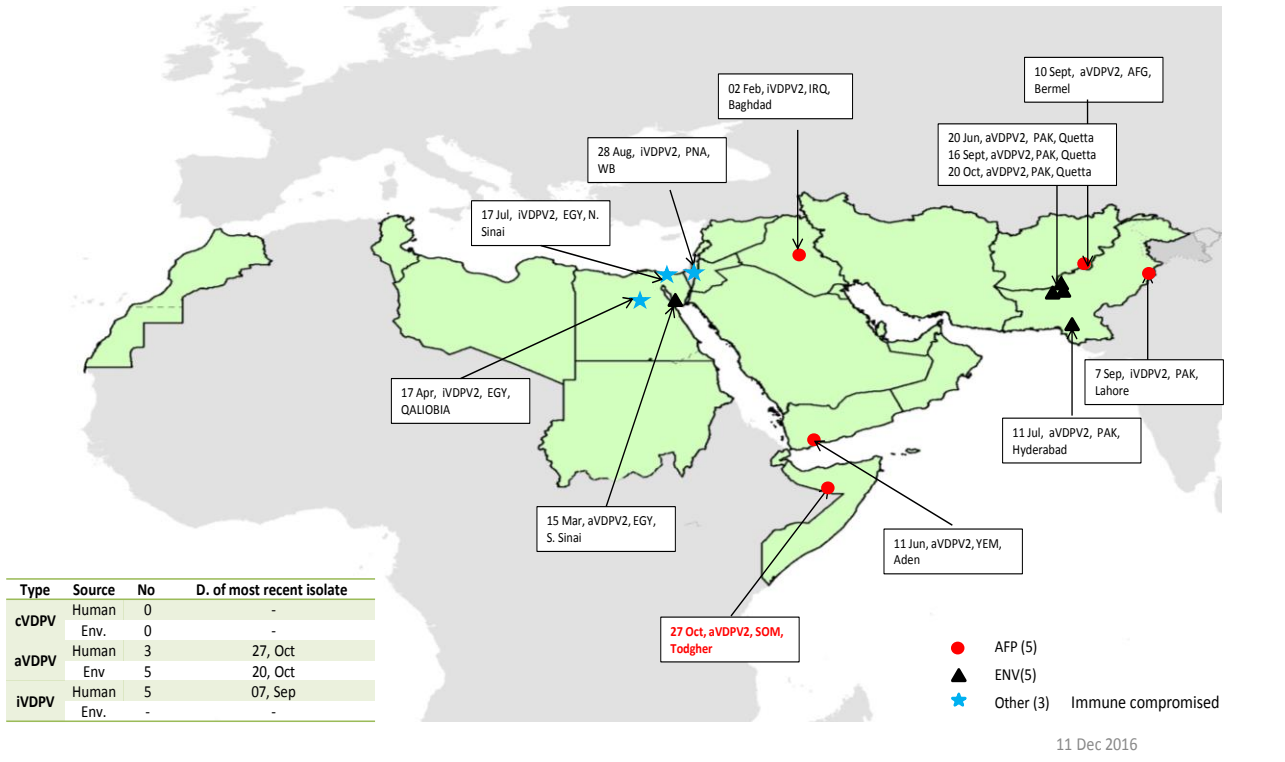 10 Sept, aVDPV2, AFG,
Bermel
02 Feb, iVDPV2, IRQ,
Baghdad
20 Jun, aVDPV2, PAK, Quetta
16 Sept, aVDPV2, PAK, Quetta
20 Oct, aVDPV2, PAK, Quetta
28 Aug, iVDPV2, PNA,
WB
17 Jul, iVDPV2, EGY, N.
Sinai
17 Apr, iVDPV2, EGY,
QALIOBIA
7 Sep, iVDPV2, PAK,
Lahore
11 Jul, aVDPV2, PAK,
Hyderabad
15 Mar, aVDPV2, EGY,
S. Sinai
11 Jun, aVDPV2, YEM,
Aden
27 Oct, aVDPV2, SOM,
Todgher
Type Source No D. of most recent isolate
cVDPV Human 0 -
Env. 0 -
aVDPV Human 3 27, Oct
Env 5 20, Oct
iVDPV Human 5 07, Sep
Env. - -
AFP (5)
ENV(5)
Other (3) Immune compromised
11 Dec 2016